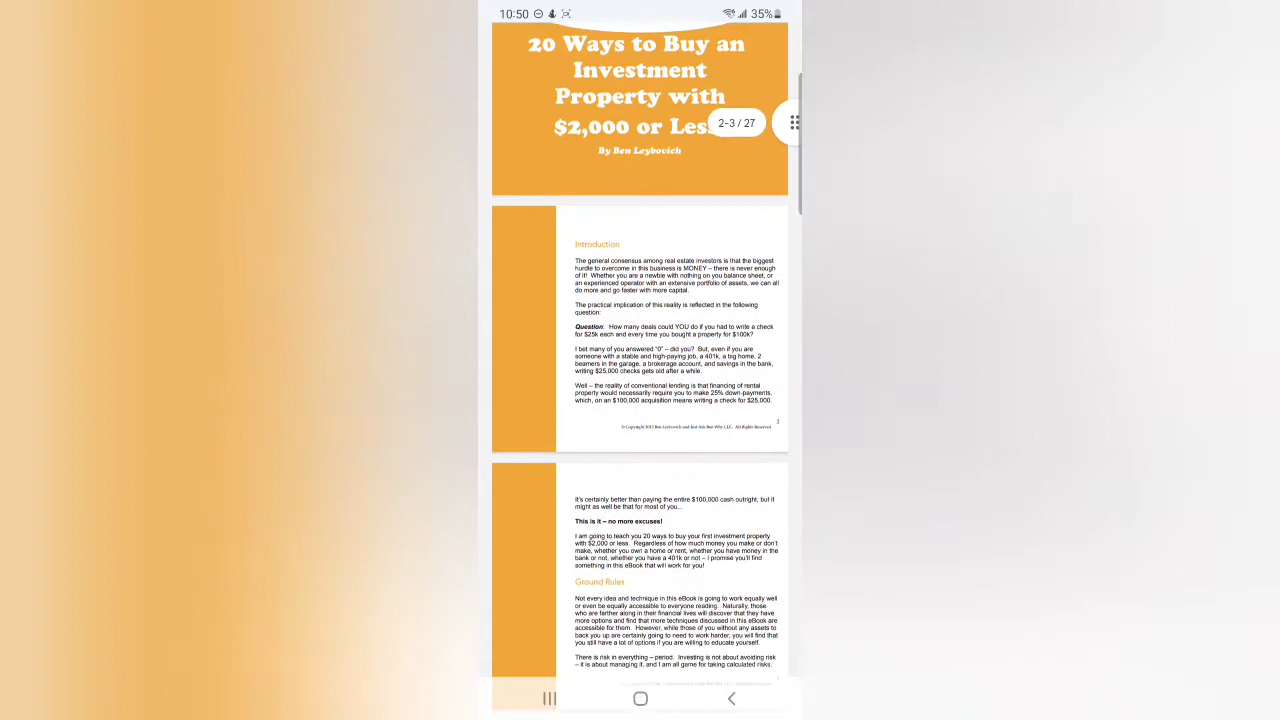 10:50 35%
20 Ways to Buy an
Investment
Property with
$2,000 or Less
2-3 / 27
By Ben Leybovich
Introduction
The general consensus among real estate investors is that the biggest
hurdle to overcome in this business is MONEY – there is never enough
of it! Whether you are a newbie with nothing on you balance sheet, or
an experienced operator with an extensive portfolio of assets, we can all
do more and go faster with more capital.
The practical implication of this reality is reflected in the following
question:
Question: How many deals could YOU do if you had to write a check
for $25k each and every time you bought a property for $100k?
I bet many of you answered "0" – did you? But, even if you are
someone with a stable and high-paying job, a 401k, a big home, 2
beamers in the garage, a brokerage account, and savings in the bank,
writing $25,000 checks gets old after a while.
Well – the reality of conventional lending is that financing of rental
property would necessarily require you to make 25% down-payments,
which, on an $100,000 acquisition means writing a check for $25,000.
2
© Copyright 2013 Ben Leybovich and Just Ask Ben Why LLC. All Rights Reserved
It's certainly better than paying the entire $100,000 cash outright, but it
might as well be that for most of you...
This is it – no more excuses!
I am going to teach you 20 ways to buy your first investment property
with $2,000 or less. Regardless of how much money you make or don't
make, whether you own a home or rent, whether you have money in the
bank or not, whether you have a 401k or not – I promise you'll find
something in this eBook that will work for you!
Ground Rules
Not every idea and technique in this eBook is going to work equally well
or even be equally accessible to everyone reading. Naturally, those
who are farther along in their financial lives will discover that they have
more options and find that more techniques discussed in this eBook are
accessible for them. However, while those of you without any assets to
back you up are certainly going to need to work harder, you will find that
you still have a lot of options if you are willing to educate yourself.
There is risk in everything – period. Investing is not about avoiding risk
– it is about managing it, and I am all game for taking calculated risks.